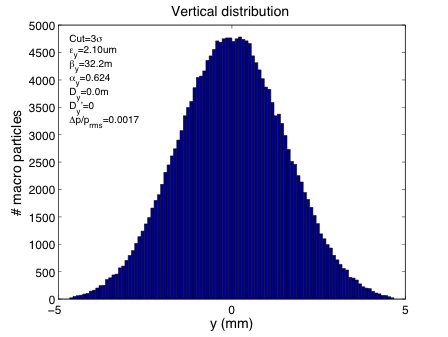 Vertical distribution
Cut=3σ
εy=2.10um
βy=32.2m
αy=0.624
Dy=0.0m
Dy'=0
Δp/prms=0.0017
# macro particles
5000
4500
4000
3500
3000
2500
2000
1500
1000
500
0
−5 0 5
y (mm)